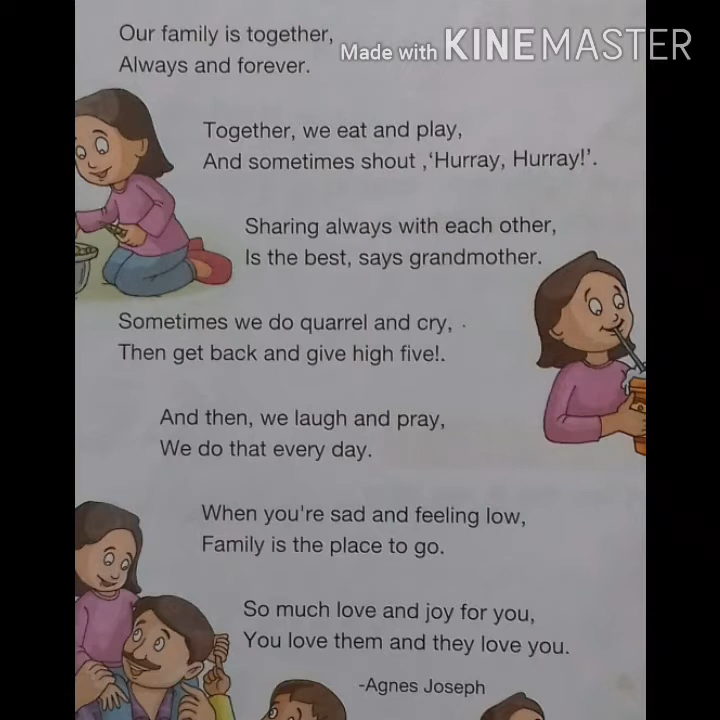 Our family is together,
Made with KINEMASTER
Always and forever.
Together, we eat and play,
And sometimes shout ,‘Hurray, Hurray!’.
Sharing always with each other,
Is the best, says grandmother.
Sometimes we do quarrel and cry,
Then get back and give high five!.
And then, we laugh and pray,
We do that every day.
When you're sad and feeling low,
Family is the place to go.
So much love and joy for you,
You love them and they love you.
-Agnes Joseph